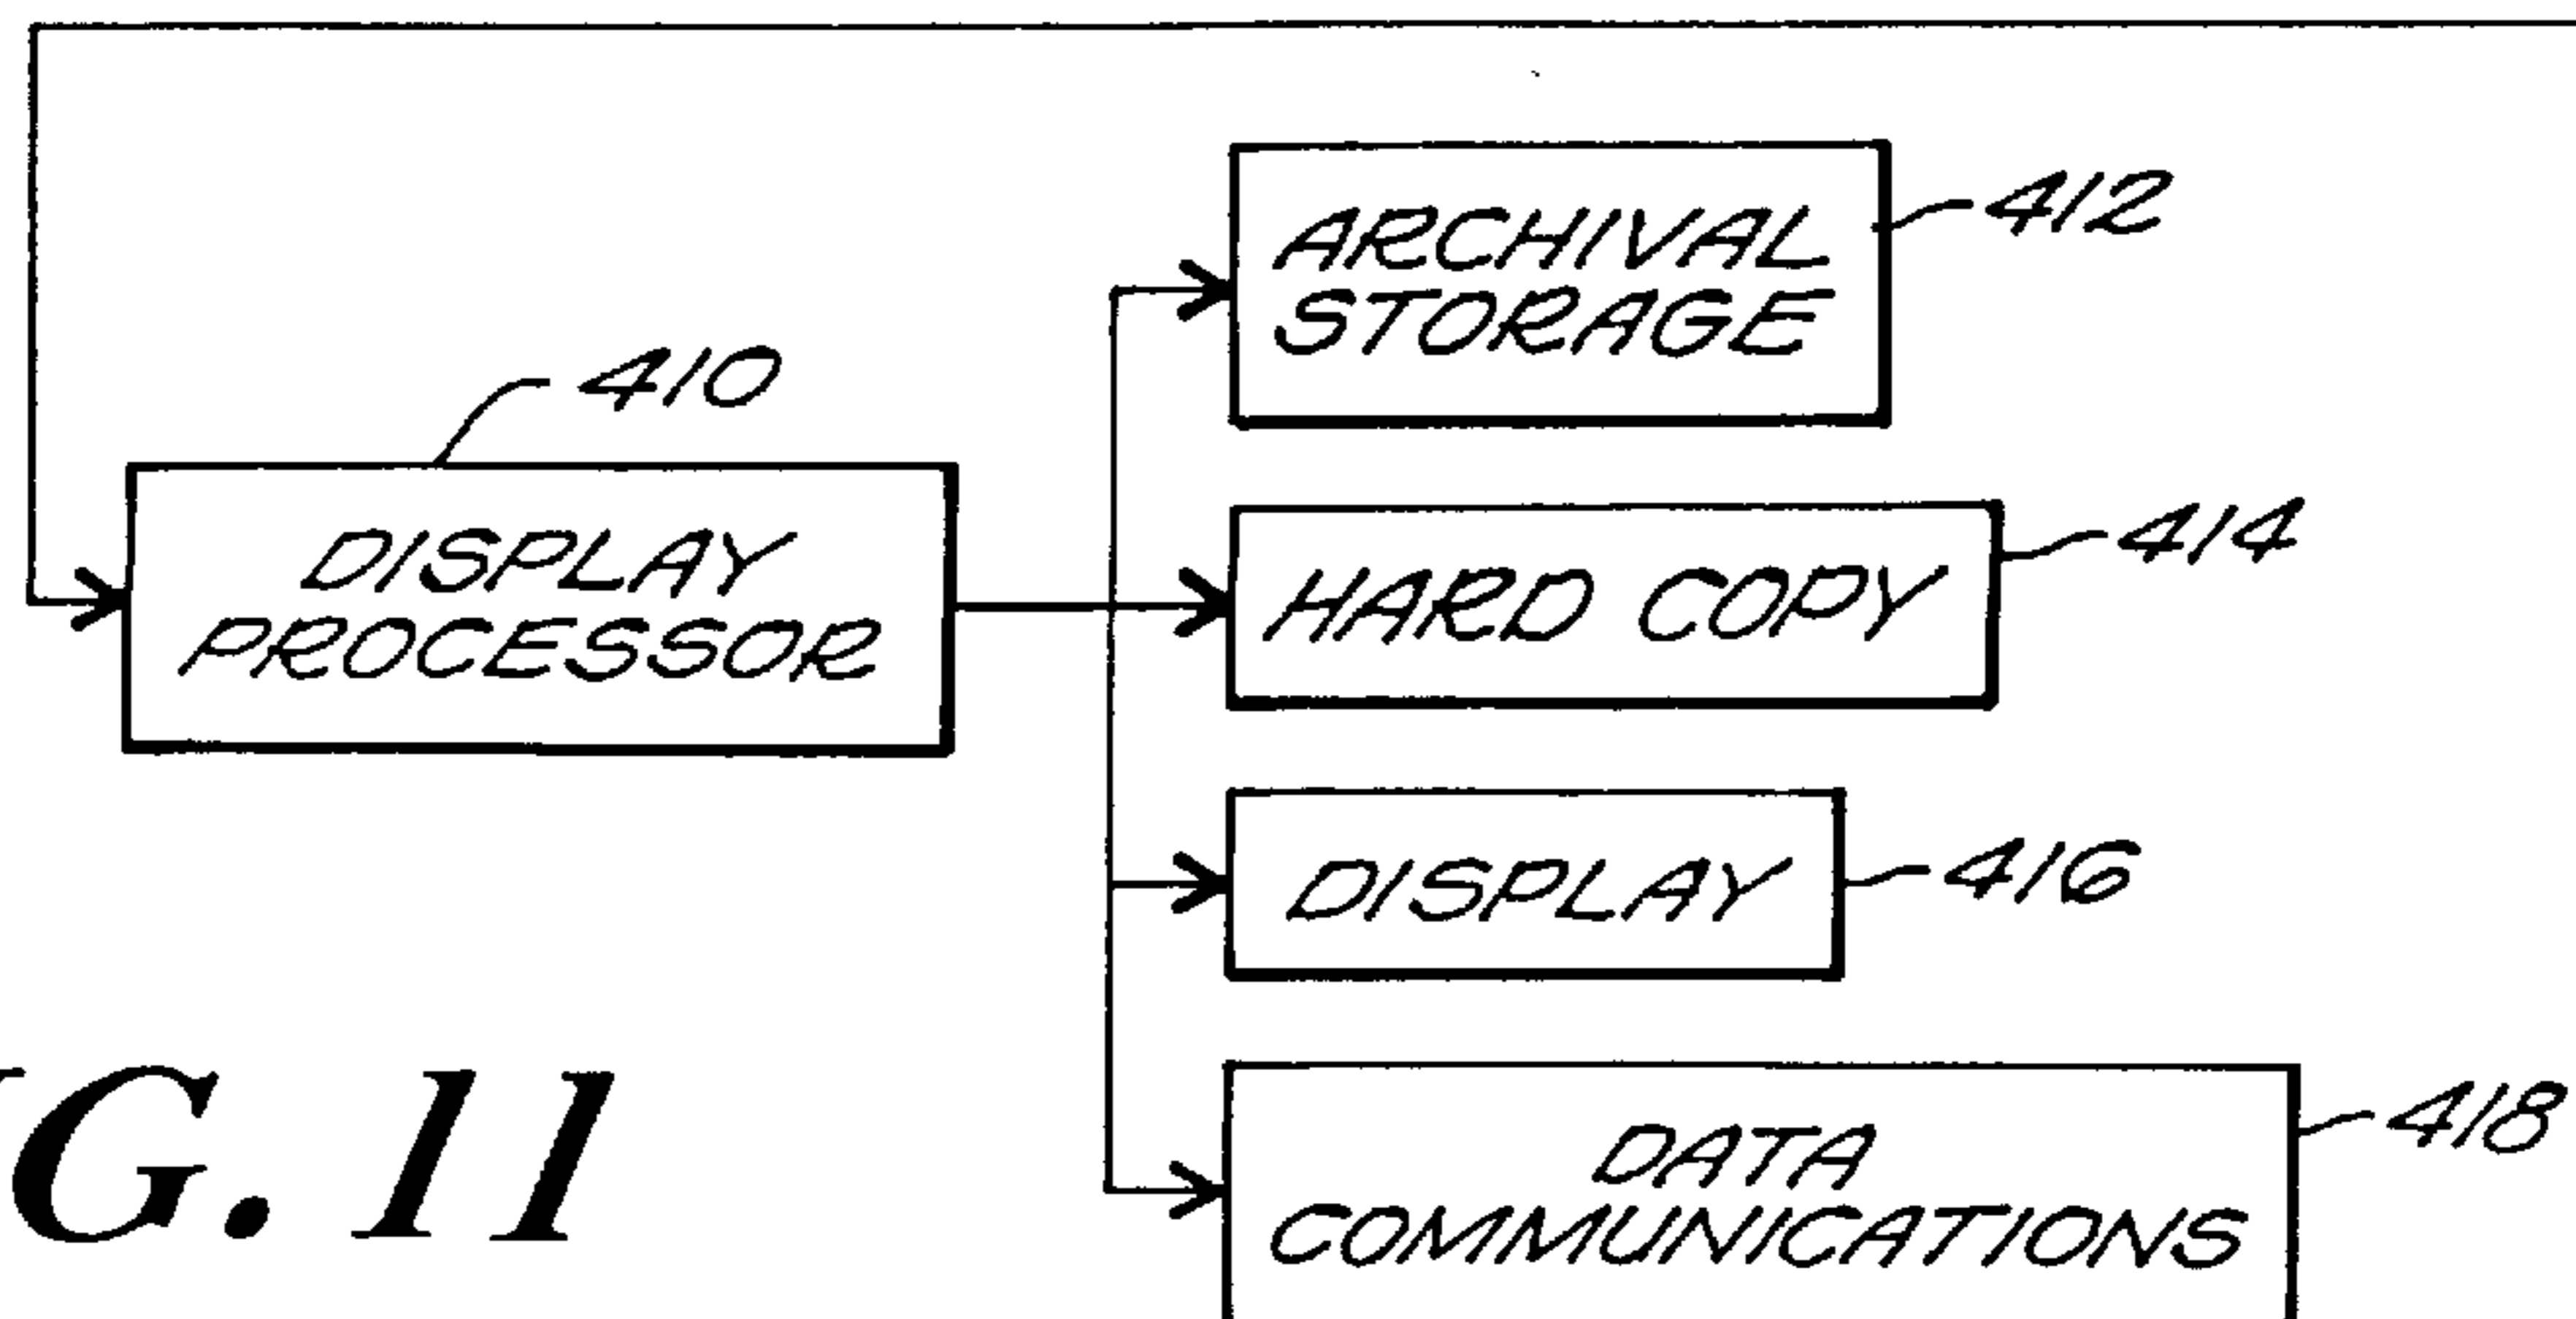 ARCHIVAL
STORAGE
412
410
DISPLAY
PROCESSOR
HARD COPY
414
DISPLAY
416
DATA
COMMUNICATIONS
418
G. 11